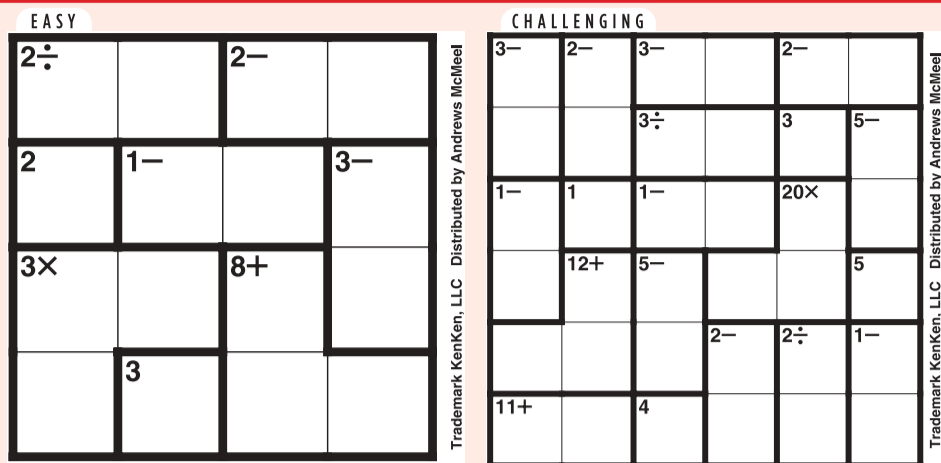 EASY
2÷ 2−
2 1− 3−
3× 8+
3
Trademark KenKen, LLC Distributed by Andrews McMeel
CHALLENGING
3− 2− 3− 2−
3÷ 3 5−
1− 1 1− 20×
12+ 5− 5
2− 2÷ 1−
11+ 4
Trademark KenKen, LLC Distributed by Andrews McMeel